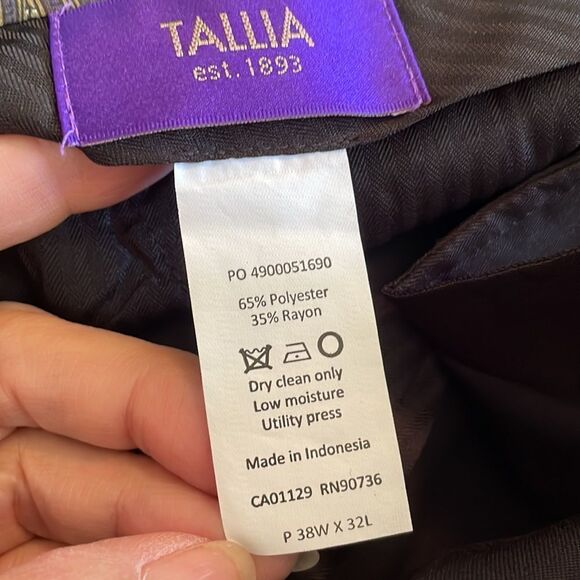 TALLIA
est.1893
PO 4900051690
65% Polyester
35% Rayon
Dry clean only
Low moisture
Utility press
Made in Indonesia
CA01129 RN90736
P 38W X 32L